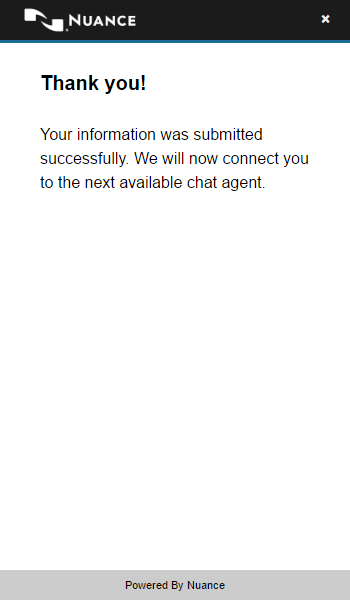 NUANCE
Thank you!
Your information was submitted
successfully. We will now connect you
to the next available chat agent.
Powered By Nuance